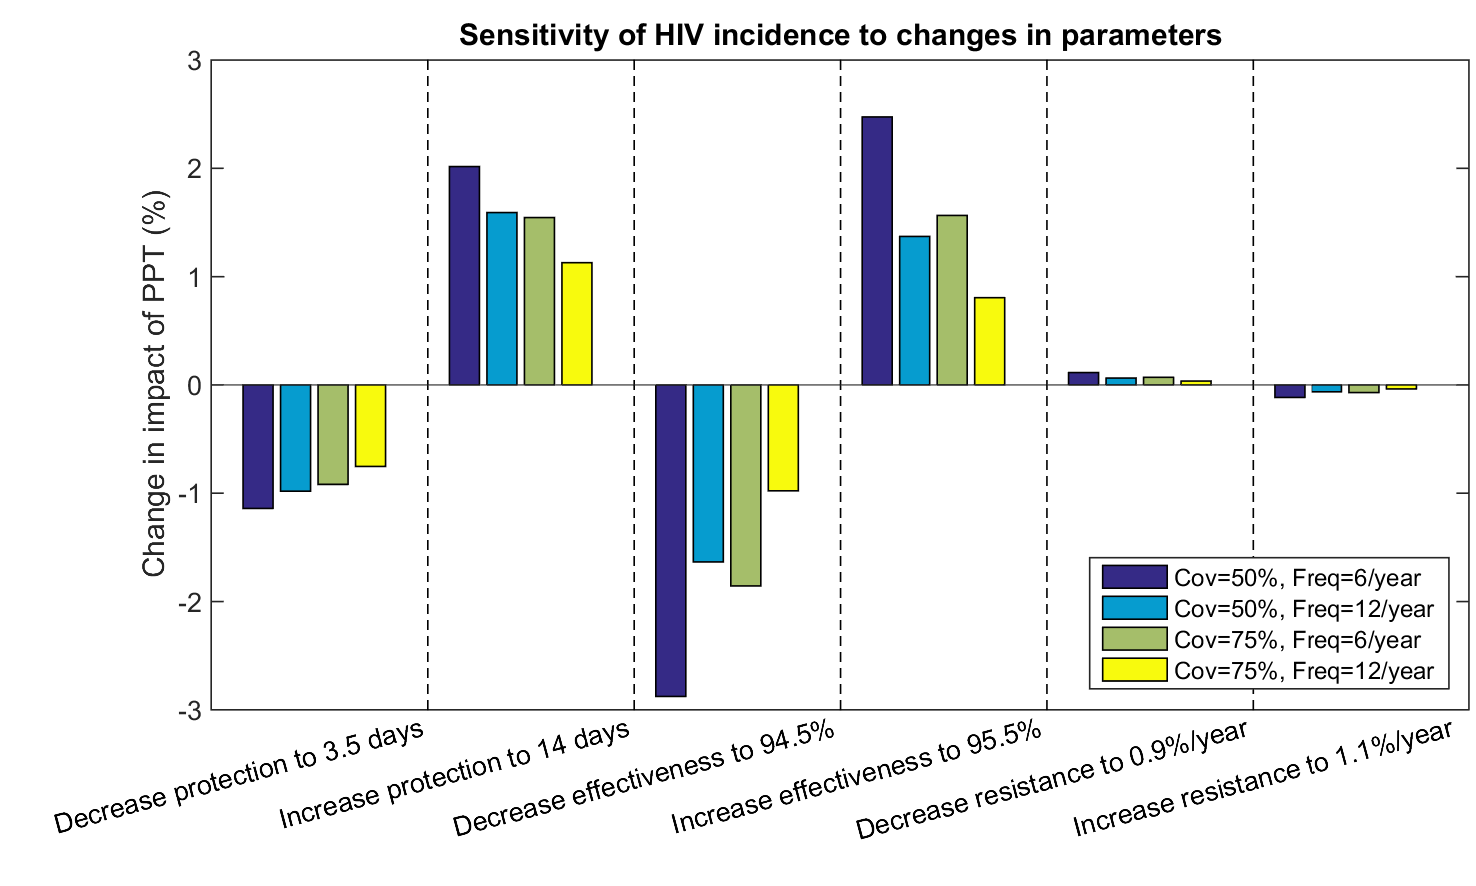 Sensitivity of HIV incidence to changes in parameters
Change in impact of PPT (%)
3
2
1
0
-1
-2
-3
Cov=50%, Freq=6/year
Cov=50%, Freq=12/year
Cov=75%, Freq=6/year
Cov=75%, Freq=12/year
Decrease protection to 3.5 days
Increase protection to 14 days
Decrease effectiveness to 94.5%
Increase effectiveness to 95.5%
Decrease resistance to 0.9%/year
Increase resistance to 1.1%/year